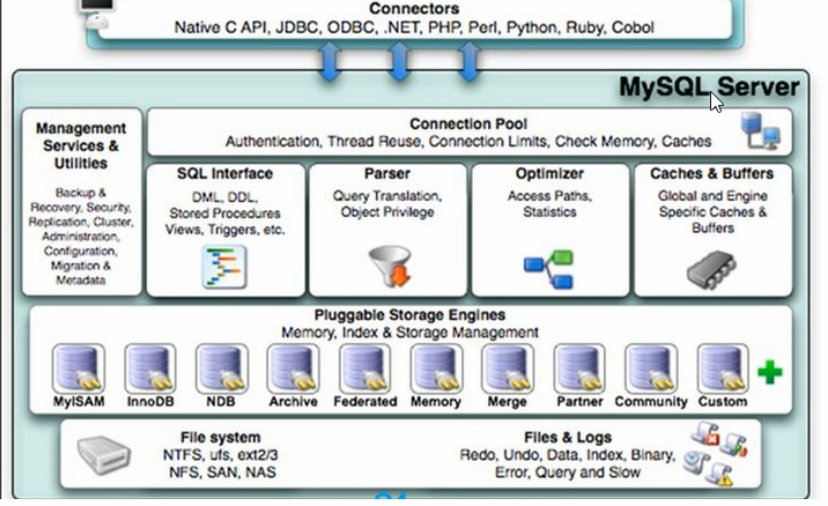 Connectors
Native C API, JDBC, ODBC, .NET, PHP, Perl, Python, Ruby, Cobol
MySQL Server
Management
Services &
Utilities
Backup &
Recovery, Security,
Replication, Cluster,
Administration,
Configuration,
Migration &
Metadata
Connection Pool
Authentication, Thread Reuse, Connection Limits, Check Memory, Caches
SQL Interface
DML, DDL,
Stored Procedures
Views, Triggers, etc.
Parser
Query Translation,
Object Privilege
Optimizer
Access Paths,
Statistics
Caches & Buffers
Global and Engine
Specific Caches &
Buffers
Pluggable Storage Engines
Memory, Index & Storage Management
MyISAM
InnoDB
NDB
Archive
Federated
Memory
Merge
Partner
Community
Custom
File system
NTFS, ufs, ext2/3
NFS, SAN, NAS
Files & Logs
Redo, Undo, Data, Index, Binary,
Error, Query and Slow